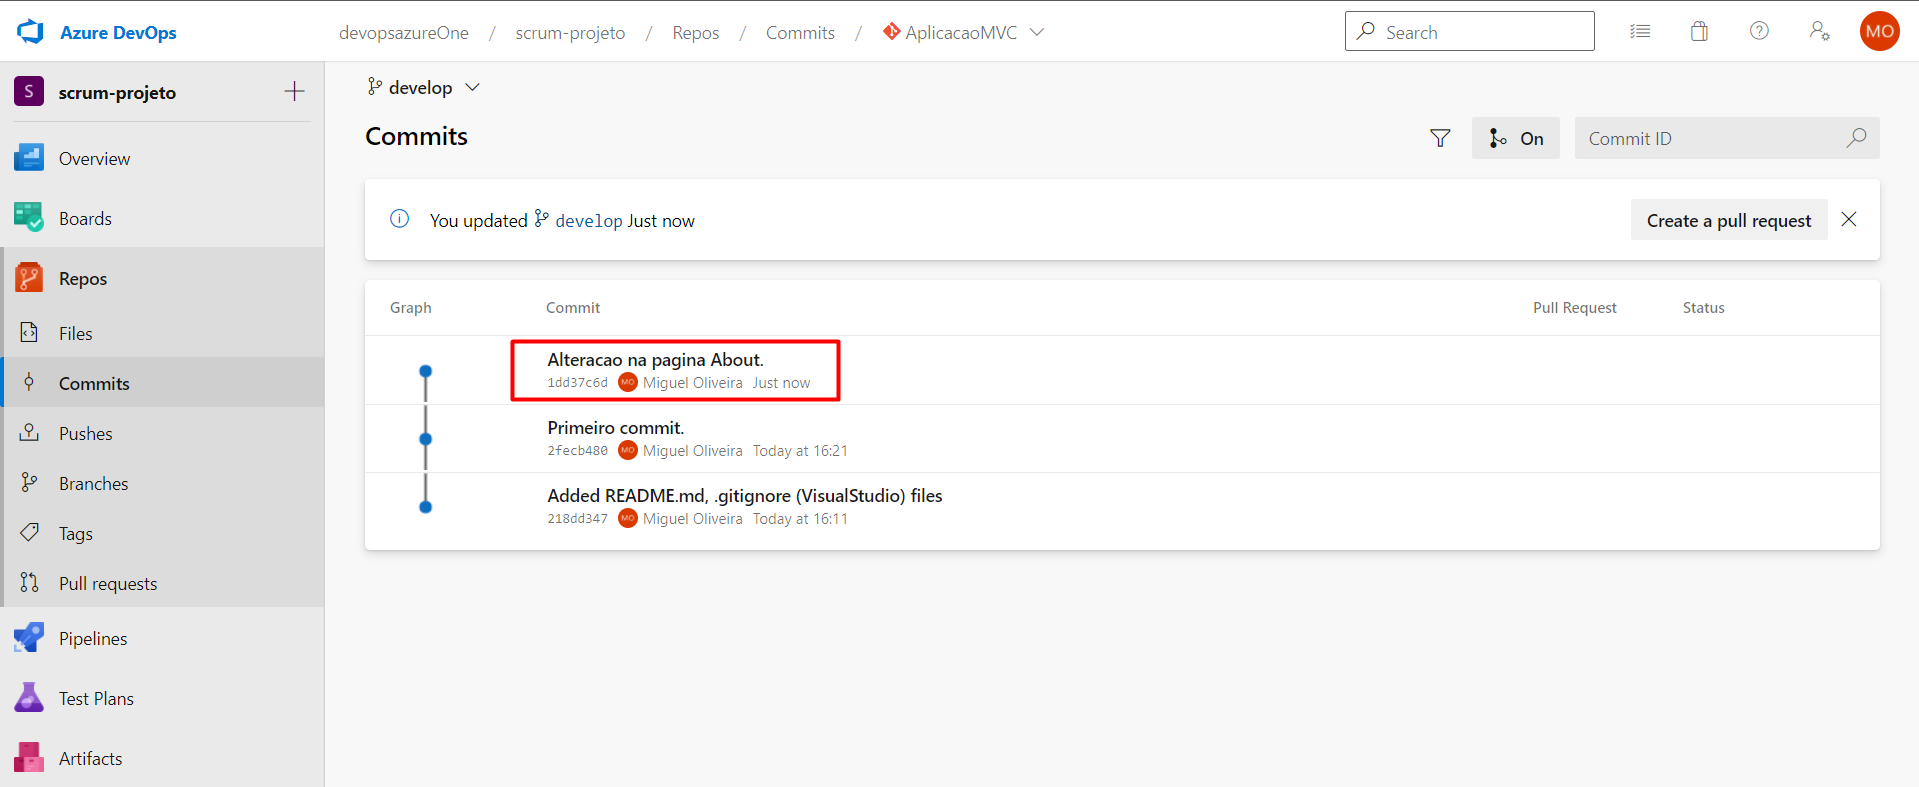 Azure DevOps
devopsazureOne / scrum-projeto / Repos / Commits / AplicacaoMVC
Search
MO
S scrum-projeto
Overview
Boards
Repos
Files
Commits
Pushes
Branches
Tags
Pull requests
Pipelines
Test Plans
Artifacts
develop
Commits
On
Commit ID
You updated develop Just now
Create a pull request
Graph Commit Pull Request Status
Alteracao na pagina About.
1dd37c6d MO Miguel Oliveira Just now
Primeiro commit.
2fecb480 MO Miguel Oliveira Today at 16:21
Added README.md, .gitignore (VisualStudio) files
218dd347 MO Miguel Oliveira Today at 16:11